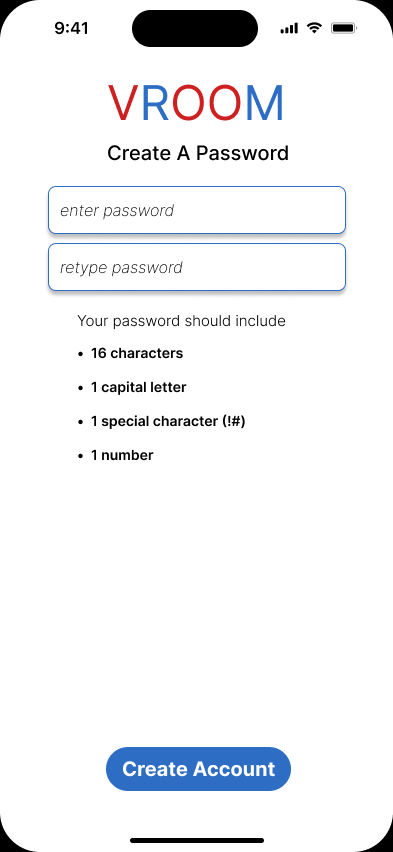 9:41
VROOM
Create A Password
enter password
retype password
Your password should include
• 16 characters
• 1 capital letter
• 1 special character (!#)
• 1 number
Create Account